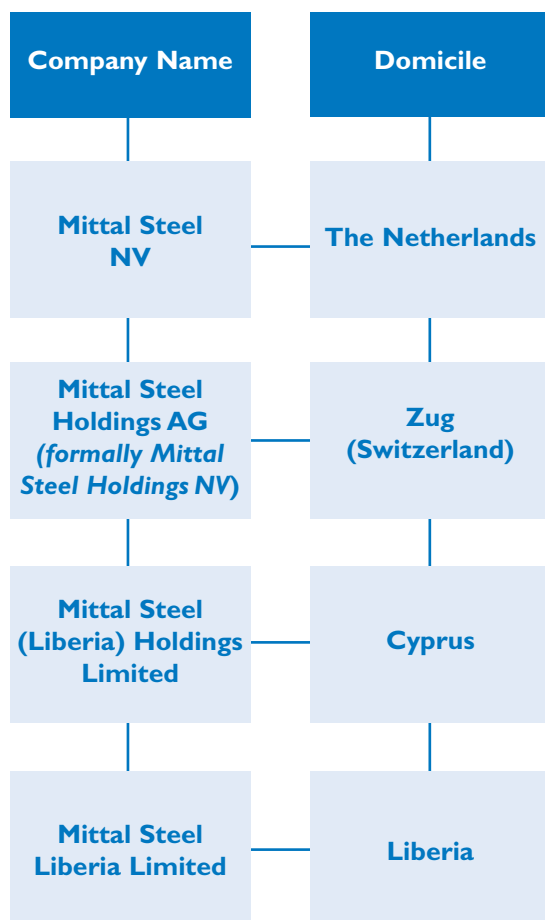 Company Name
Domicile
Mittal Steel
NV
The Netherlands
Mittal Steel
Holdings AG
(formally Mittal
Steel Holdings NV)
Zug
(Switzerland)
Mittal Steel
(Liberia) Holdings
Limited
Cyprus
Mittal Steel
Liberia Limited
Liberia